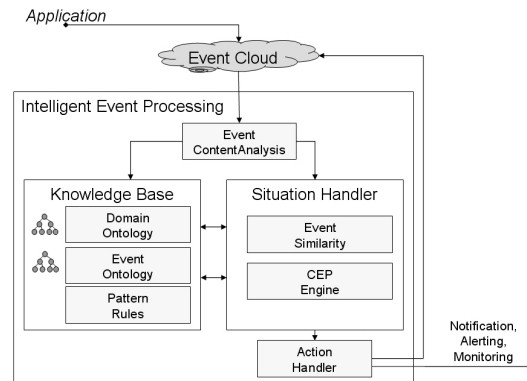 Application
Event Cloud
Intelligent Event Processing
Event
ContentAnalysis
Knowledge Base
Domain
Ontology
Event
Ontology
Pattern
Rules
Situation Handler
Event
Similarity
CEP
Engine
Action
Handler
Notification,
Alerting,
Monitoring